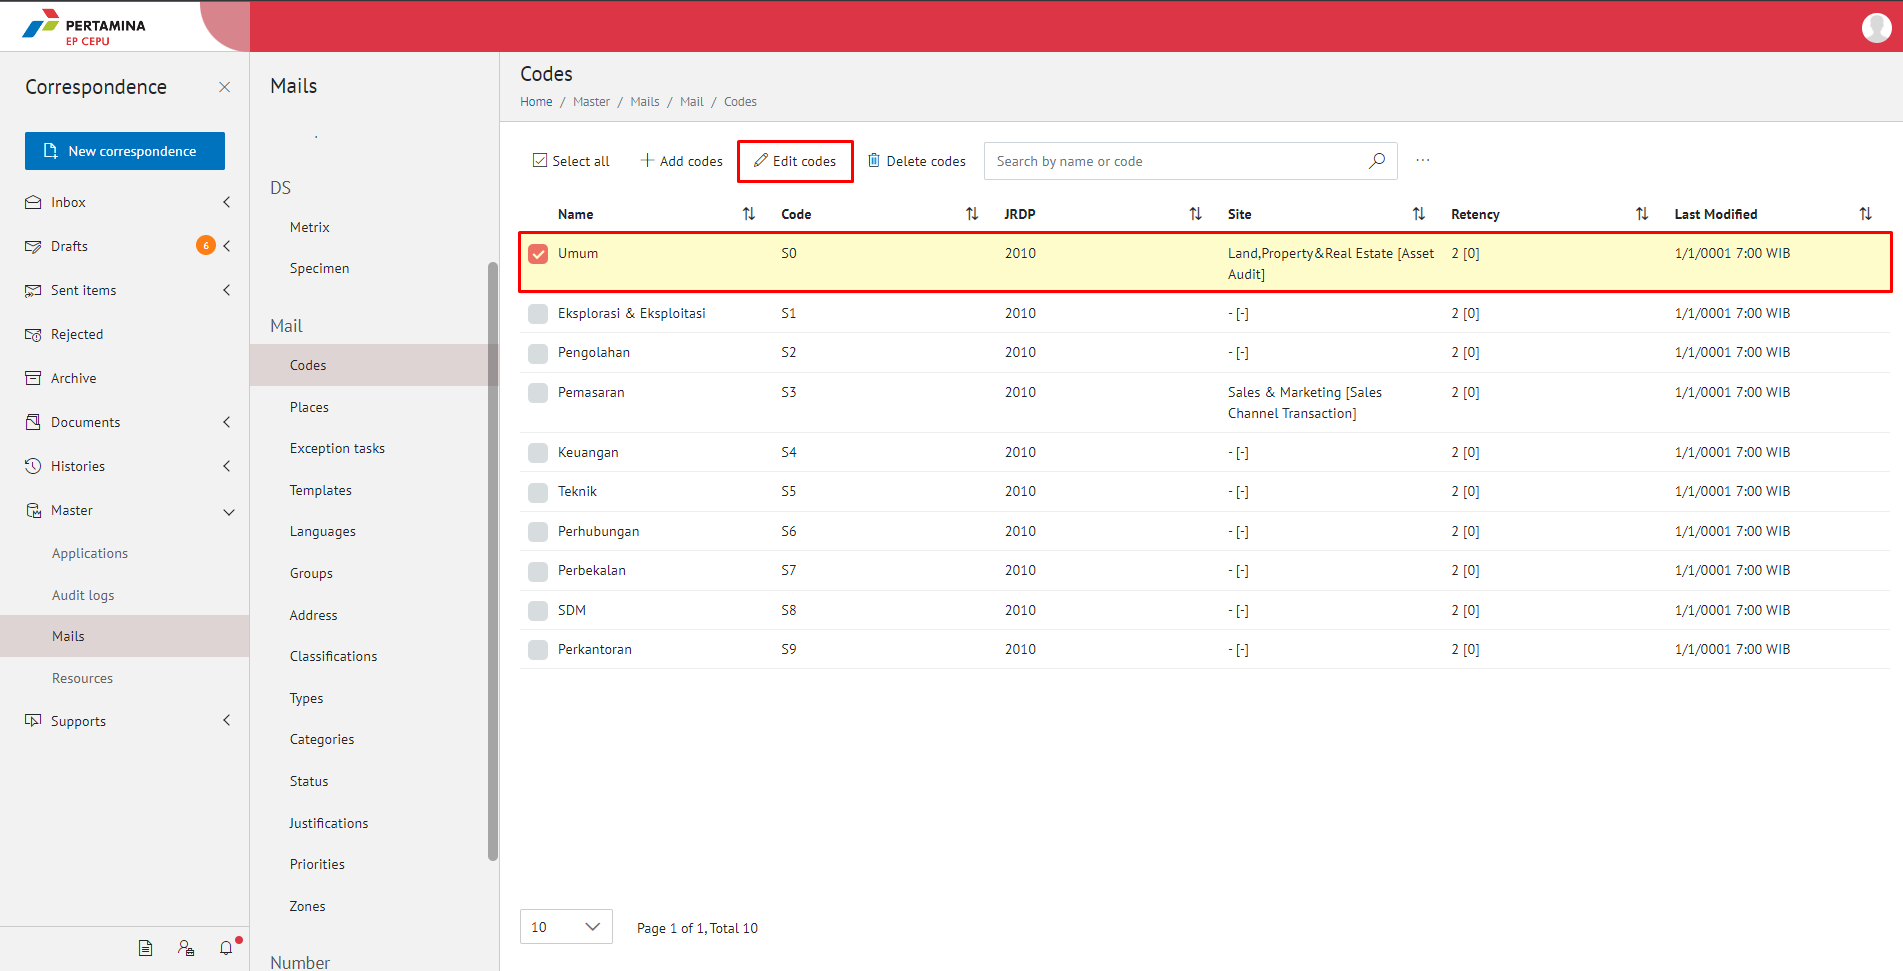 PERTAMINA
EP CEPU
Correspondence
New correspondence
Inbox
Drafts 6
Sent items
Rejected
Archive
Documents
Histories
Master
Applications
Audit logs
Mails
Resources
Supports
Mails
DS
Metrix
Specimen
Mail
Codes
Places
Exception tasks
Templates
Languages
Groups
Address
Classifications
Types
Categories
Status
Justifications
Priorities
Zones
Number
Codes
Home / Master / Mails / Mail / Codes
Select all Add codes Edit codes Delete codes Search by name or code ...
Name Code JRDP Site Retency Last Modified
Umum S0 2010 Land,Property&Real Estate [Asset Audit] 2 [0] 1/1/0001 7:00 WIB
Eksplorasi & Eksploitasi S1 2010 - [-] 2 [0] 1/1/0001 7:00 WIB
Pengolahan S2 2010 - [-] 2 [0] 1/1/0001 7:00 WIB
Pemasaran S3 2010 Sales & Marketing [Sales Channel Transaction] 2 [0] 1/1/0001 7:00 WIB
Keuangan S4 2010 - [-] 2 [0] 1/1/0001 7:00 WIB
Teknik S5 2010 - [-] 2 [0] 1/1/0001 7:00 WIB
Perhubungan S6 2010 - [-] 2 [0] 1/1/0001 7:00 WIB
Perbekalan S7 2010 - [-] 2 [0] 1/1/0001 7:00 WIB
SDM S8 2010 - [-] 2 [0] 1/1/0001 7:00 WIB
Perkantoran S9 2010 - [-] 2 [0] 1/1/0001 7:00 WIB
10 Page 1 of 1, Total 10